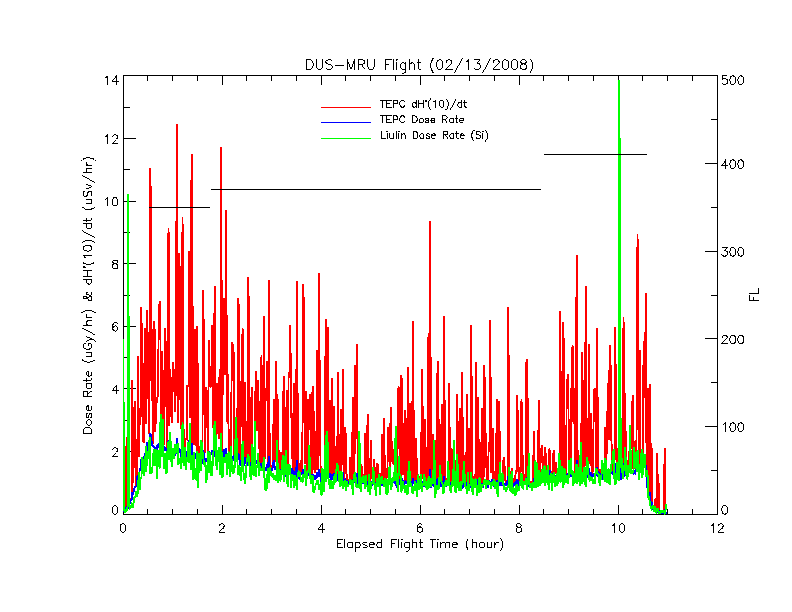 DUS-MRU Flight (02/13/2008)
TEPC dH*(10)/dt
TEPC Dose Rate
Liulin Dose Rate (Si)
Dose Rate (uGy/hr) & dH*(10)/dt (uSv/hr)
14
12
10
8
6
4
2
0
500
400
300
200
100
0
FL
0 2 4 6 8 10 12
Elapsed Flight Time (hour)